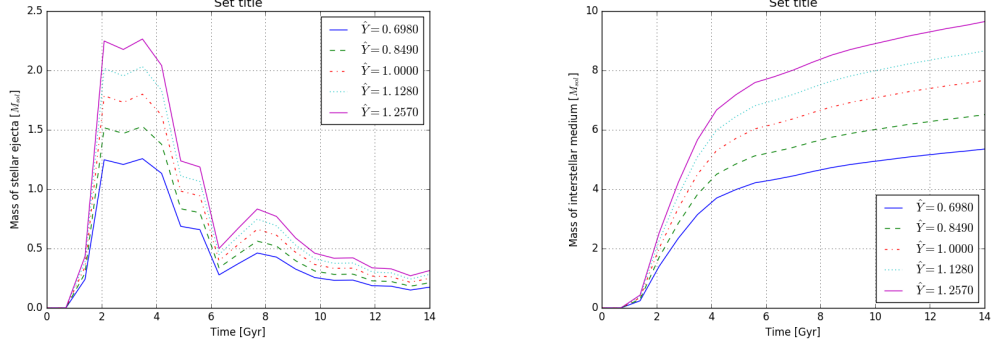 Set title
2.5
2.0
1.5
1.0
0.5
0.0
Mass of stellar ejecta [M_sol]
Ŷ = 0.6980
Ŷ = 0.8490
Ŷ = 1.0000
Ŷ = 1.1280
Ŷ = 1.2570
0 2 4 6 8 10 12 14
Time [Gyr]
Set title
10
8
6
4
2
0
Mass of interstellar medium [M_sol]
Ŷ = 0.6980
Ŷ = 0.8490
Ŷ = 1.0000
Ŷ = 1.1280
Ŷ = 1.2570
0 2 4 6 8 10 12 14
Time [Gyr]